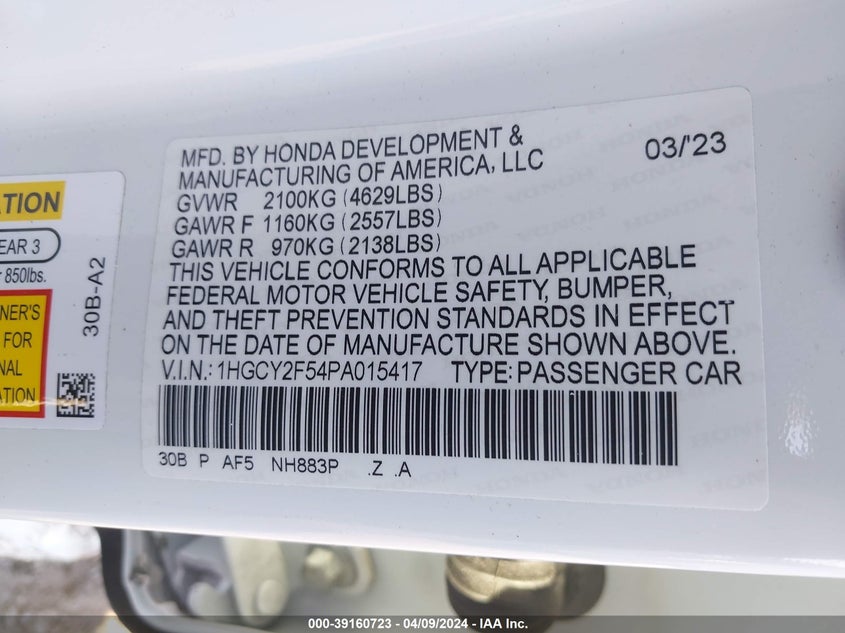 MFD. BY HONDA DEVELOPMENT & MANUFACTURING OF AMERICA, LLC 03/'23
GVWR 2100KG (4629LBS)
GAWR F 1160KG (2557LBS)
GAWR R 970KG (2138LBS)
THIS VEHICLE CONFORMS TO ALL APPLICABLE
FEDERAL MOTOR VEHICLE SAFETY, BUMPER,
AND THEFT PREVENTION STANDARDS IN EFFECT
ON THE DATE OF MANUFACTURE SHOWN ABOVE.
V.I.N.: 1HGCY2F54PA015417 TYPE: PASSENGER CAR
30B P AF5 NH883P .Z .A
ATION
EAR 3
850lbs.
NER'S
FOR
NAL
ATION
30B-A2
000-39160723 - 04/09/2024 - IAA Inc.